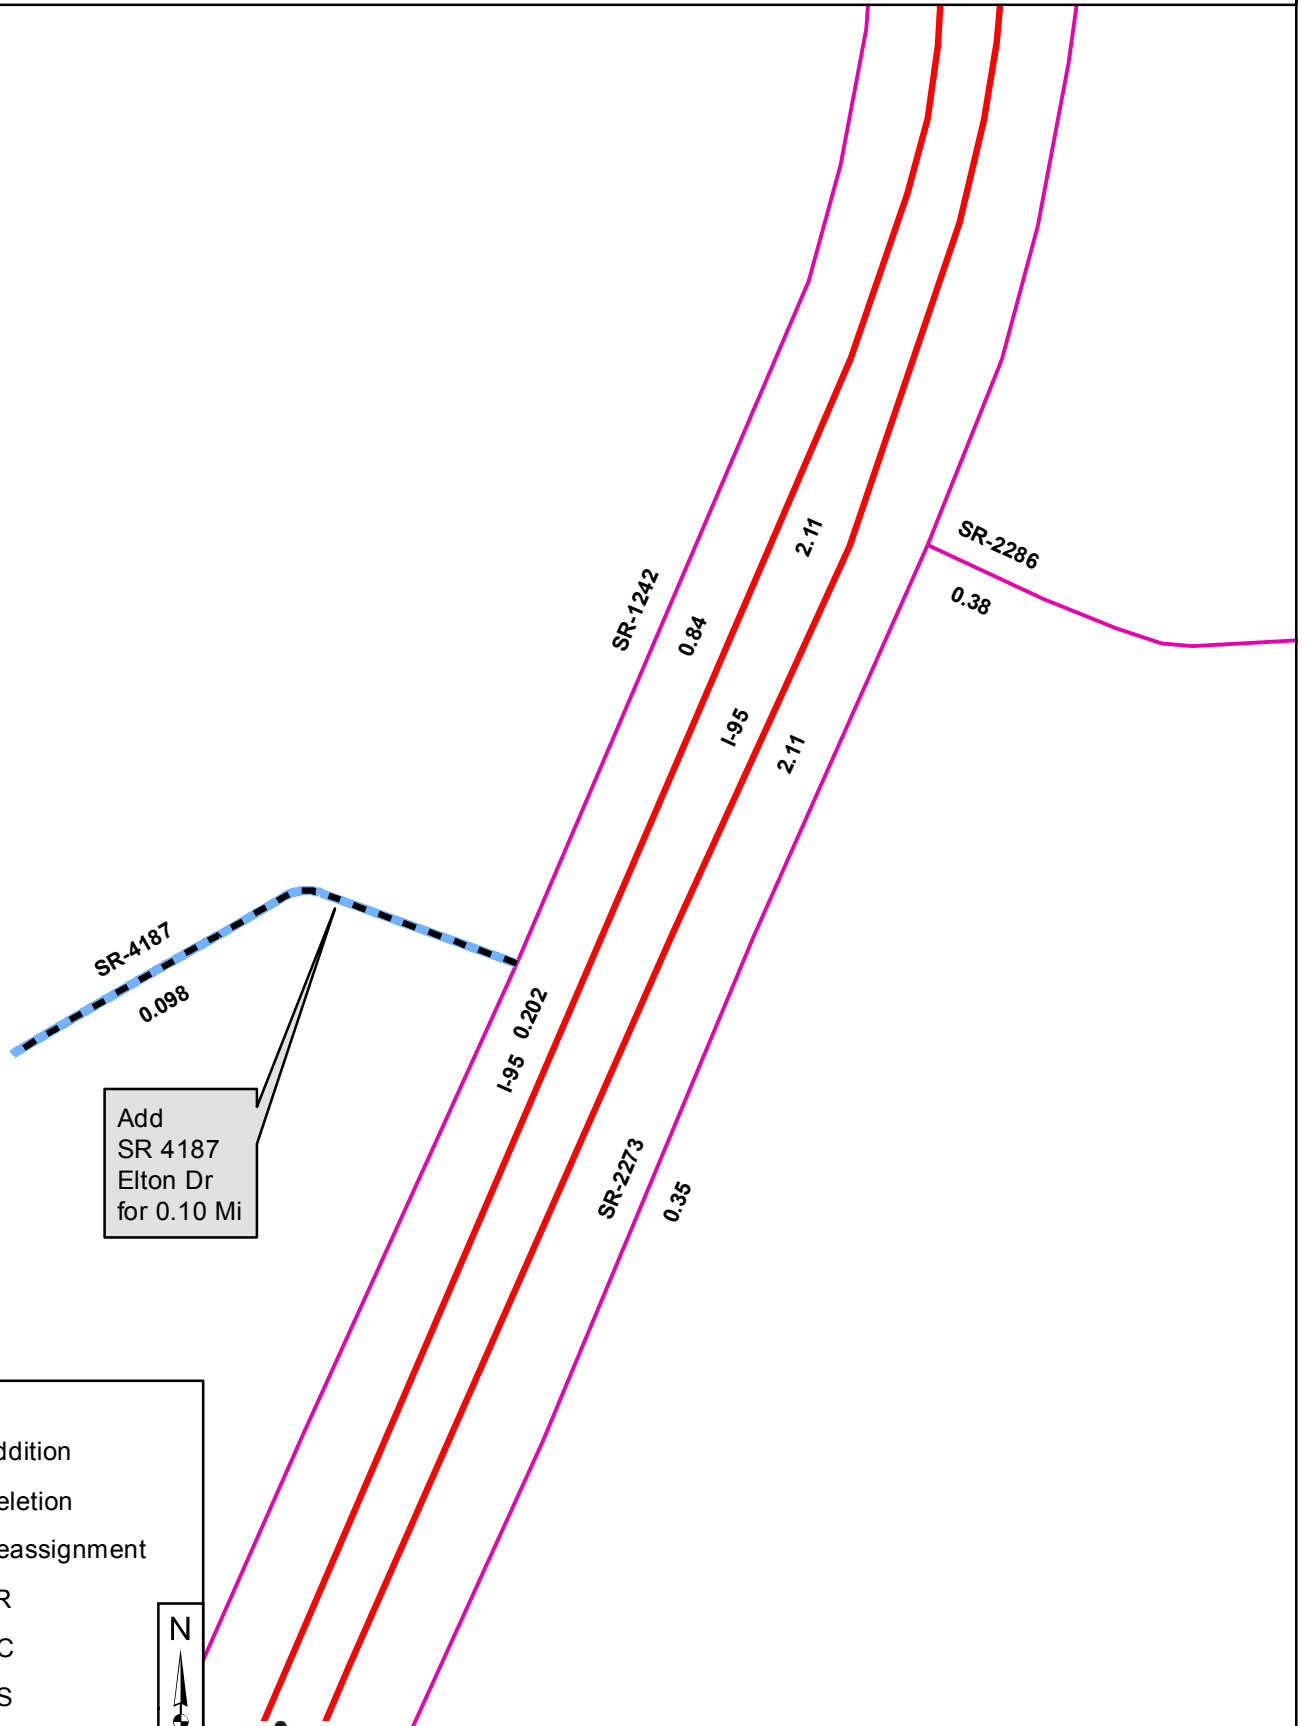 2.11
SR-2286
0.38
SR-1242
0.84
I-95
2.11
SR-4187
0.098
0.202
I-95
Add
SR 4187
Elton Dr
for 0.10 Mi
SR-2273
0.35
ddition
eletion
eassignment
R
C
S
N